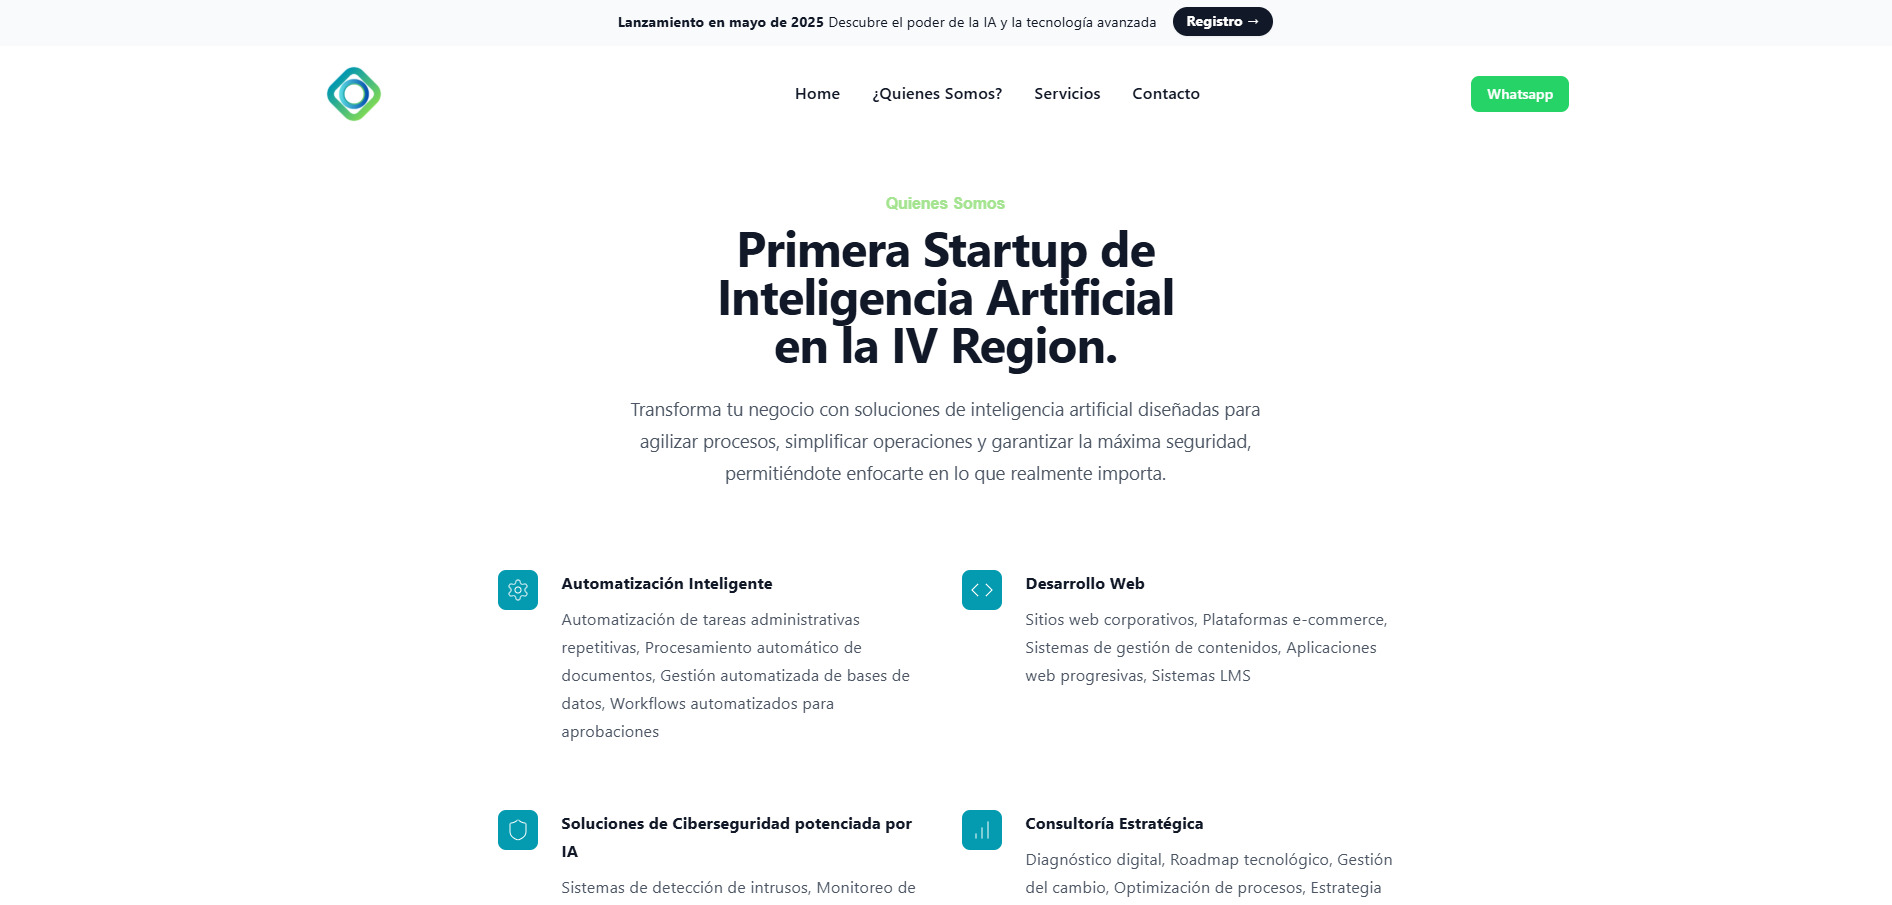 Lanzamiento en mayo de 2025 Descubre el poder de la IA y la tecnología avanzada Registro →
Home ¿Quienes Somos? Servicios Contacto Whatsapp
Quienes Somos
Primera Startup de
Inteligencia Artificial
en la IV Region.
Transforma tu negocio con soluciones de inteligencia artificial diseñadas para
agilizar procesos, simplificar operaciones y garantizar la máxima seguridad,
permitiéndote enfocarte en lo que realmente importa.
Automatización Inteligente
Automatización de tareas administrativas
repetitivas, Procesamiento automático de
documentos, Gestión automatizada de bases de
datos, Workflows automatizados para
aprobaciones
Desarrollo Web
Sitios web corporativos, Plataformas e-commerce,
Sistemas de gestión de contenidos, Aplicaciones
web progresivas, Sistemas LMS
Soluciones de Ciberseguridad potenciada por
IA
Sistemas de detección de intrusos, Monitoreo de
Consultoría Estratégica
Diagnóstico digital, Roadmap tecnológico, Gestión
del cambio, Optimización de procesos, Estrategia